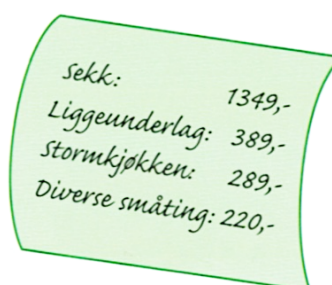 Sekk: 1349,-
Liggeunderlag: 389,-
Stormkjøkken: 289,-
Diverse småting: 220,-